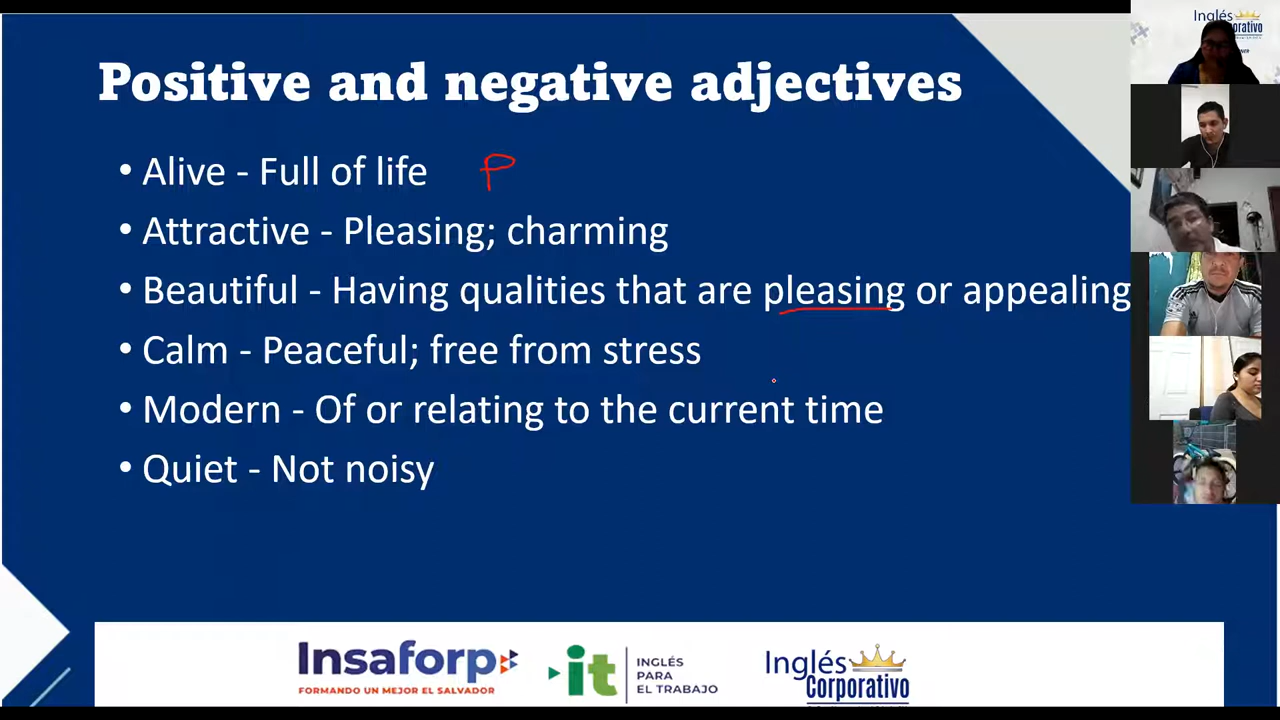 Positive and negative adjectives
• Alive - Full of life P
• Attractive - Pleasing; charming
• Beautiful - Having qualities that are pleasing or appealing
• Calm - Peaceful; free from stress
• Modern - Of or relating to the current time
• Quiet - Not noisy
Insaforp
FORMANDO UN MEJOR EL SALVADOR
it
INGLÉS
PARA
EL TRABAJO
Inglés
Corporativo
Inglés